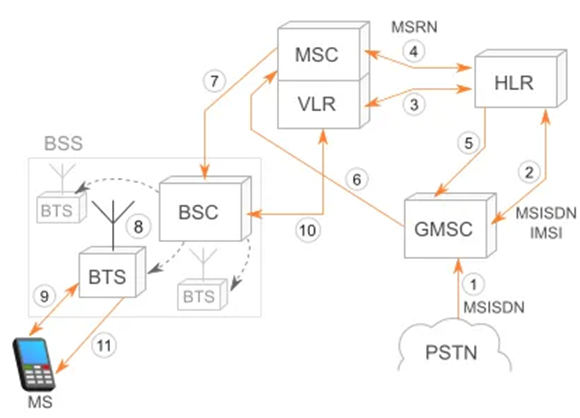 MSRN
MSC
4
HLR
7
VLR
3
BSS
5
2
6
BTS
BSC
MSISDN
IMSI
8
10
GMSC
BTS
BTS
1
9
MSISDN
11
PSTN
MS